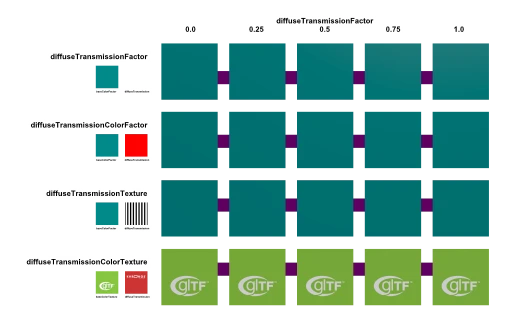 diffuseTransmissionFactor
0.0 0.25 0.5 0.75 1.0
diffuseTransmissionFactor
diffuseTransmissionColorFactor
diffuseTransmissionTexture
diffuseTransmissionColorTexture
glTF glTF glTF glTF glTF